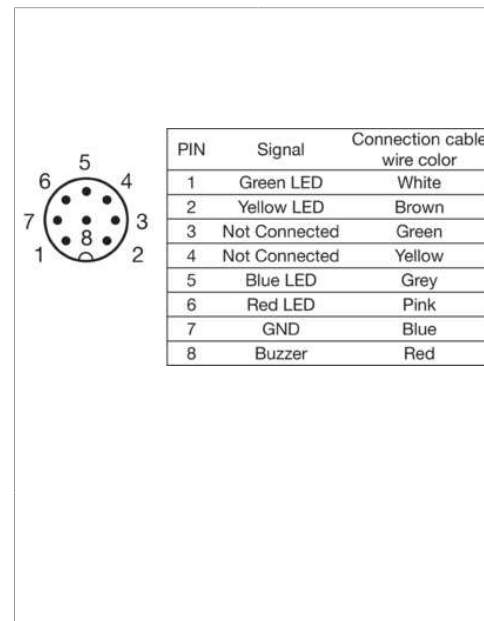 5
6 4
7 3
8
1 2
PIN Signal Connection cable wire color
1 Green LED White
2 Yellow LED Brown
3 Not Connected Green
4 Not Connected Yellow
5 Blue LED Grey
6 Red LED Pink
7 GND Blue
8 Buzzer Red